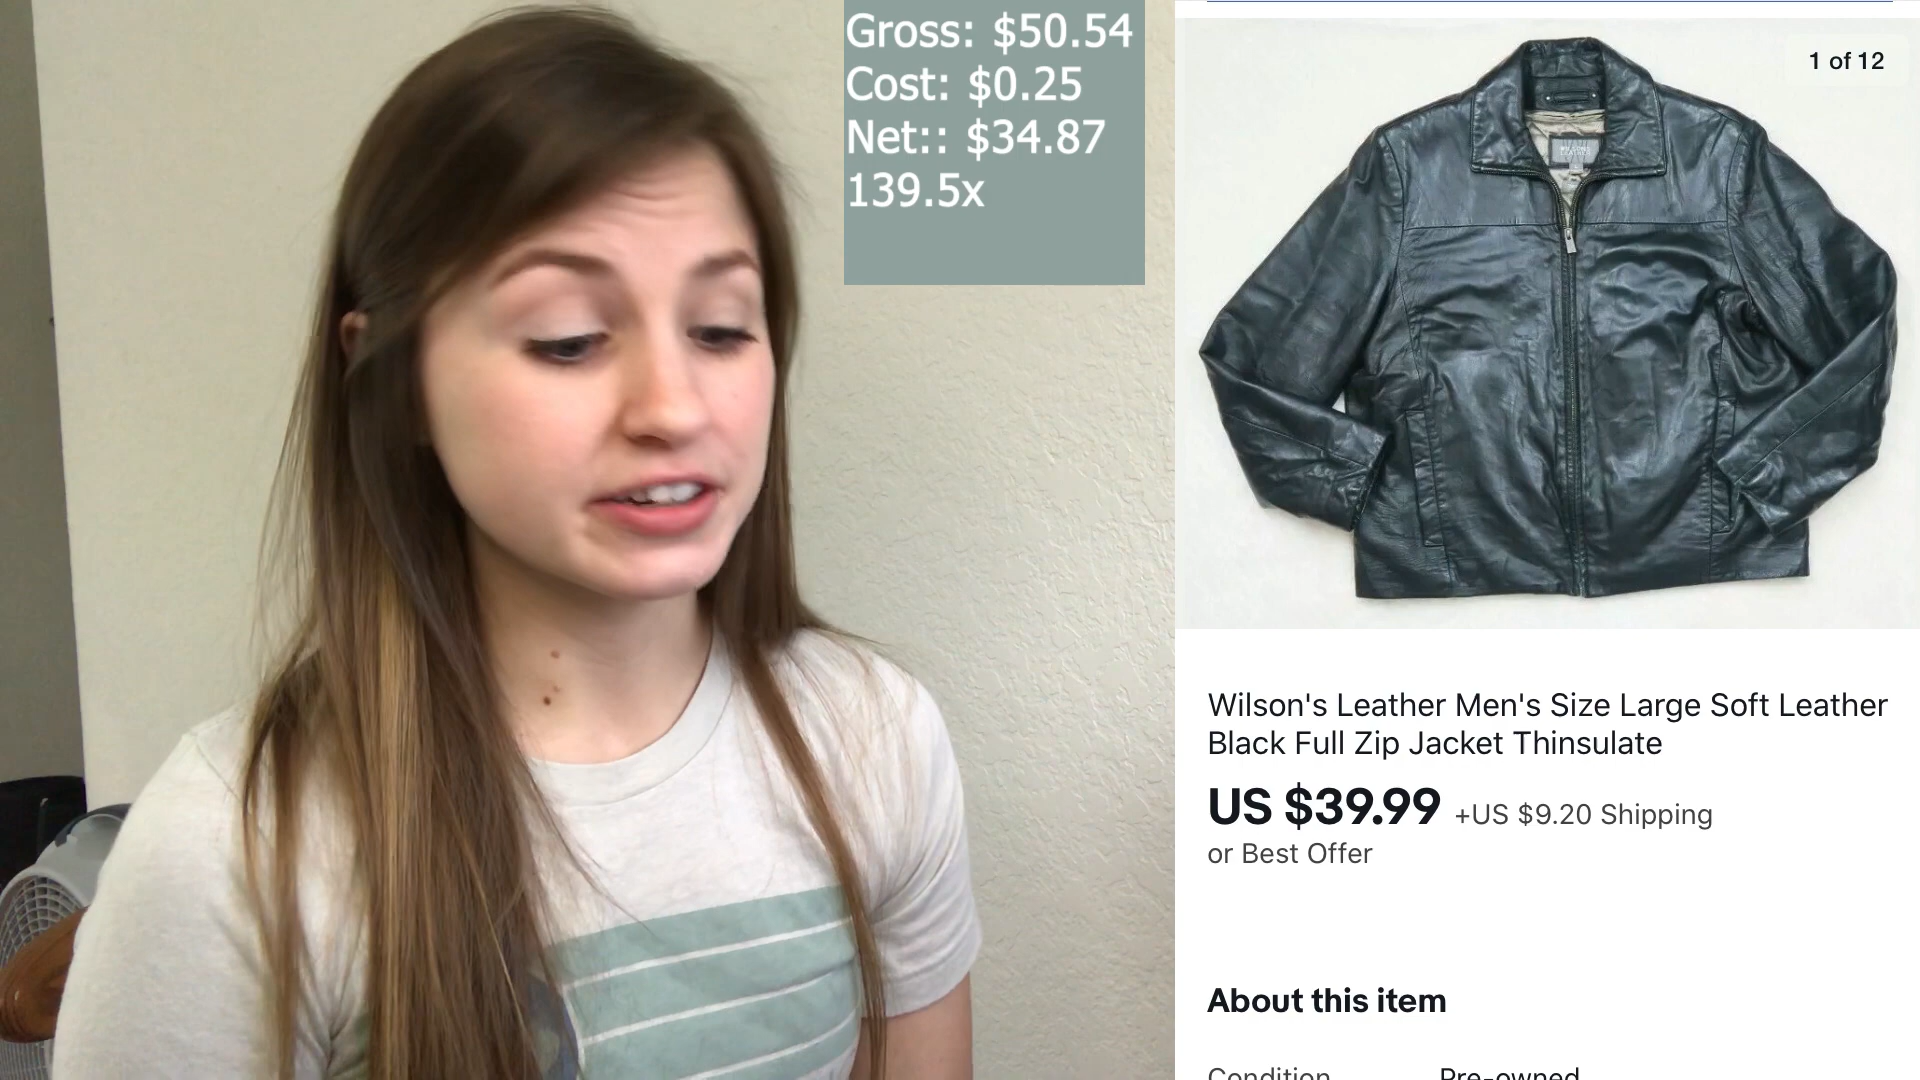 Gross: $50.54
Cost: $0.25
Net:: $34.87
139.5x
1 of 12
WILSONS
LEATHER
Wilson's Leather Men's Size Large Soft Leather
Black Full Zip Jacket Thinsulate
US $39.99 +US $9.20 Shipping
or Best Offer
About this item
Condition Pre-owned